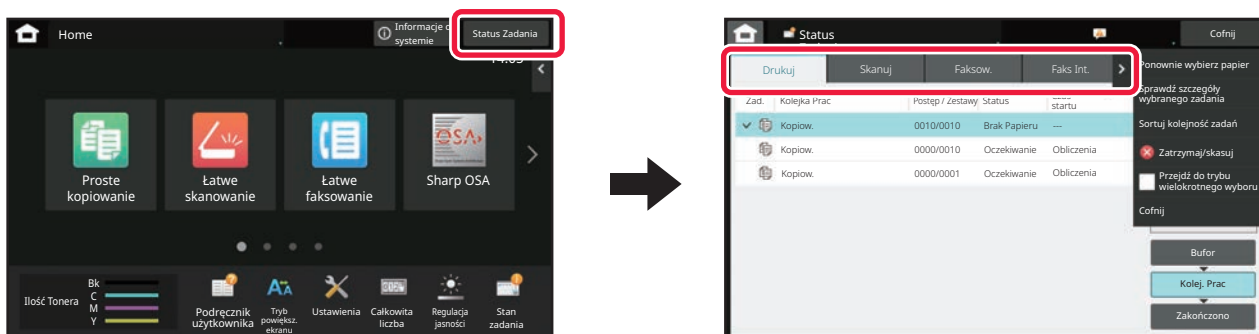 Home
Informacje o
systemie
Status Zadania
Proste
kopiowanie
Łatwe
skanowanie
Łatwe
faksowanie
Sharp OSA
Ilość Tonera
Bk
C
M
Y
Podręcznik
użytkownika
Tryb
powiększ.
ekranu
Ustawienia
Całkowita
liczba
Regulacja
jasności
Stan
zadania
Status
Cofnij
Drukuj
Skanuj
Faksow.
Faks Int.
Zad.
Kolejka Prac
Postęp / Zestawy
Status
startu
Kopiow.
0010/0010
Brak Papieru
---
Kopiow.
0000/0010
Oczekiwanie
Obliczenia
Kopiow.
0000/0001
Oczekiwanie
Obliczenia
Ponownie wybierz papier
Sprawdź szczegóły
wybranego zadania
Sortuj kolejność zadań
Zatrzymaj/skasuj
Przejdź do trybu
wielokrotnego wyboru
Cofnij
Bufor
Kolej. Prac
Zakończono